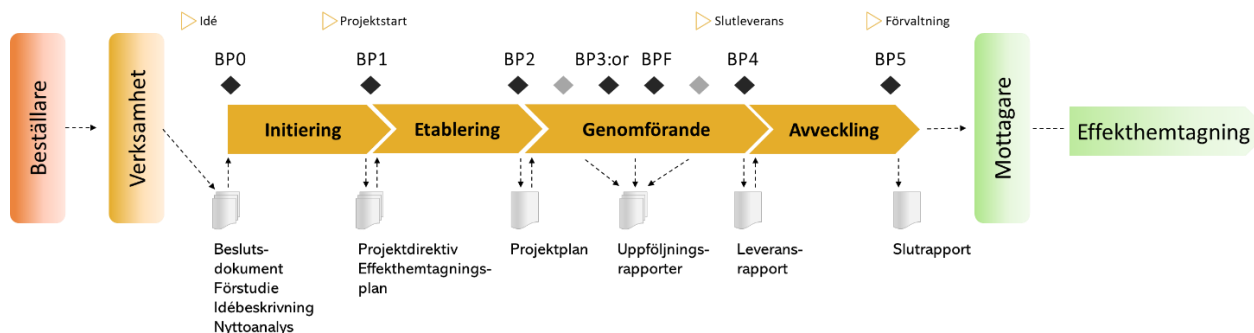 Idé
Projektstart
Slutleverans
Förvaltning
BP0
BP1
BP2
BP3:or
BPF
BP4
BP5
Beställare
Verksamhet
Initiering
Etablering
Genomförande
Avveckling
Mottagare
Effekthemtagning
Besluts-
dokument
Förstudie
Idébeskrivning
Nyttoanalys
Projektdirektiv
Effekthemtagnings-
plan
Projektplan
Uppföljnings-
rapporter
Leverans-
rapport
Slutrapport